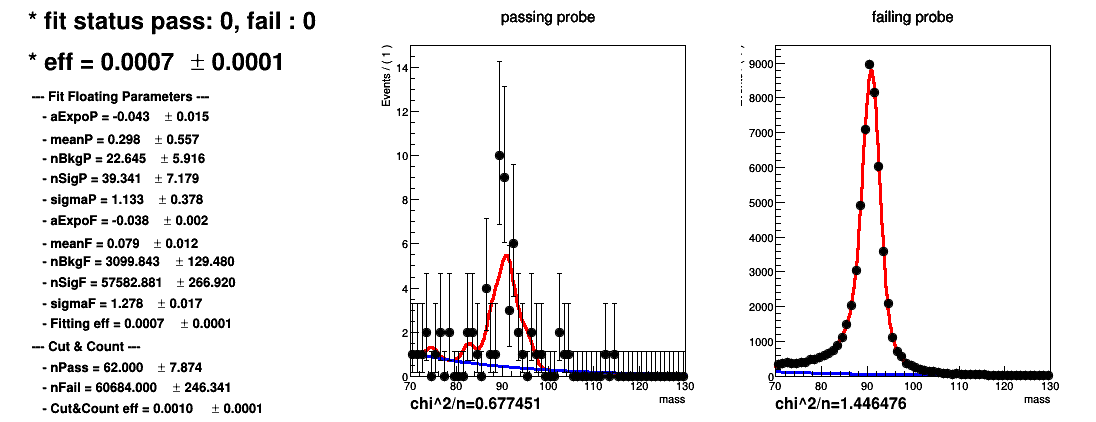 * fit status pass: 0, fail : 0
* eff = 0.0007 ± 0.0001
--- Fit Floating Parameters ---
- aExpoP = -0.043 ± 0.015
- meanP = 0.298 ± 0.557
- nBkgP = 22.645 ± 5.916
- nSigP = 39.341 ± 7.179
- sigmaP = 1.133 ± 0.378
- aExpoF = -0.038 ± 0.002
- meanF = 0.079 ± 0.012
- nBkgF = 3099.843 ± 129.480
- nSigF = 57582.881 ± 266.920
- sigmaF = 1.278 ± 0.017
- Fitting eff = 0.0007 ± 0.0001
--- Cut & Count ---
- nPass = 62.000 ± 7.874
- nFail = 60684.000 ± 246.341
- Cut&Count eff = 0.0010 ± 0.0001
passing probe
Events / ( 1 )
14
12
10
8
6
4
2
0
70 80 90 100 110 120 130
mass
chi^2/n=0.677451
failing probe
9000
8000
7000
6000
5000
4000
3000
2000
1000
0
70 80 90 100 110 120 130
mass
chi^2/n=1.446476